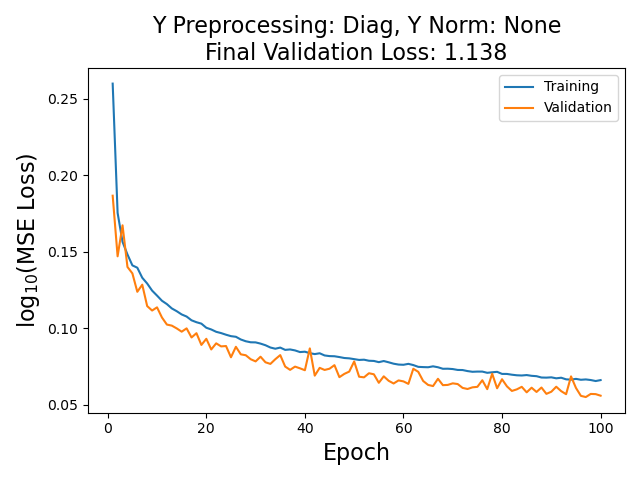 Y Preprocessing: Diag, Y Norm: None
Final Validation Loss: 1.138
Training
Validation
log₁₀(MSE Loss)
0.25
0.20
0.15
0.10
0.05
0 20 40 60 80 100
Epoch